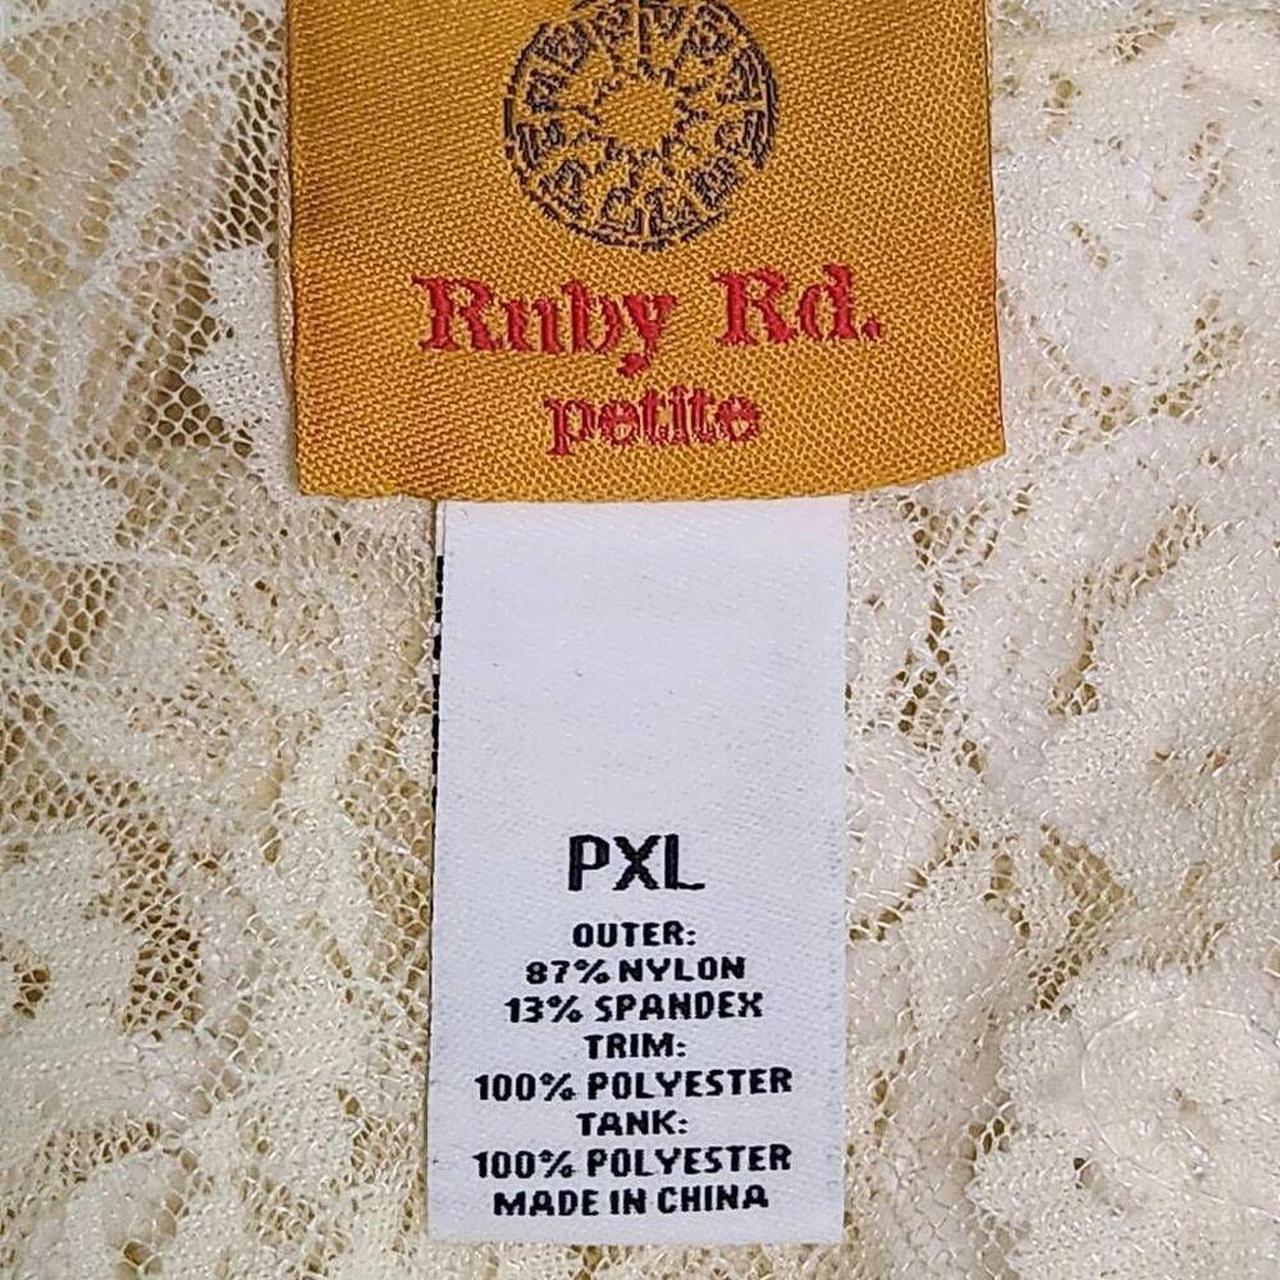 Ruby Rd.
petite
PXL
OUTER:
87% NYLON
13% SPANDEX
TRIM:
100% POLYESTER
TANK:
100% POLYESTER
MADE IN CHINA